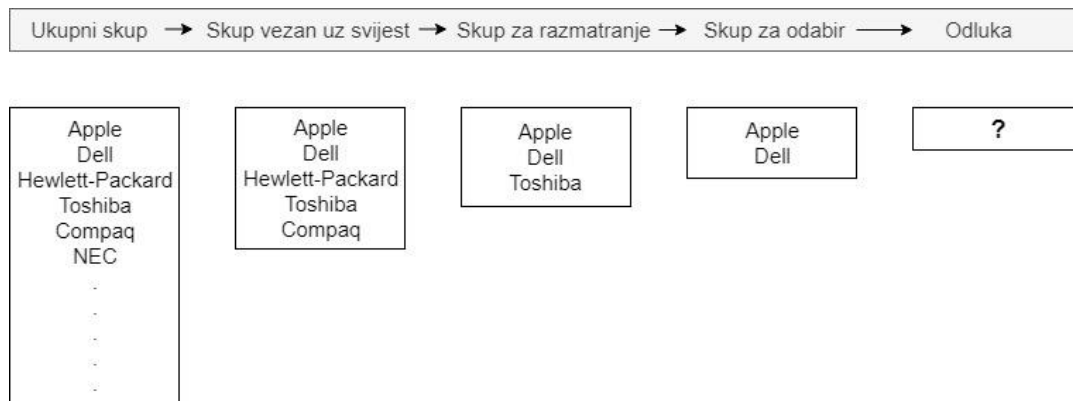 Ukupni skup → Skup vezan uz svijest → Skup za razmatranje → Skup za odabir → Odluka
Apple
Dell
Hewlett-Packard
Toshiba
Compaq
NEC
.
.
.
.
.
Apple
Dell
Hewlett-Packard
Toshiba
Compaq
Apple
Dell
Toshiba
Apple
Dell
?